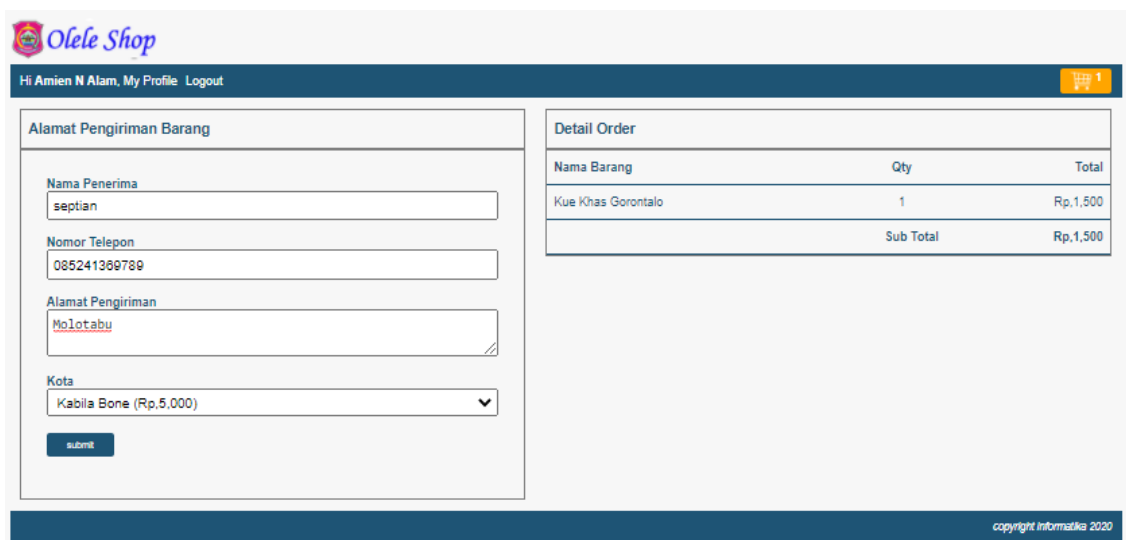 Olele Shop
Hi Amien N Alam, My Profile Logout
1
Alamat Pengiriman Barang
Nama Penerima
septian
Nomor Telepon
085241369789
Alamat Pengiriman
Molotabu
Kota
Kabila Bone (Rp,5,000)
submit
Detail Order
Nama Barang Qty Total
Kue Khas Gorontalo 1 Rp,1,500
Sub Total Rp,1,500
copyright informatika 2020